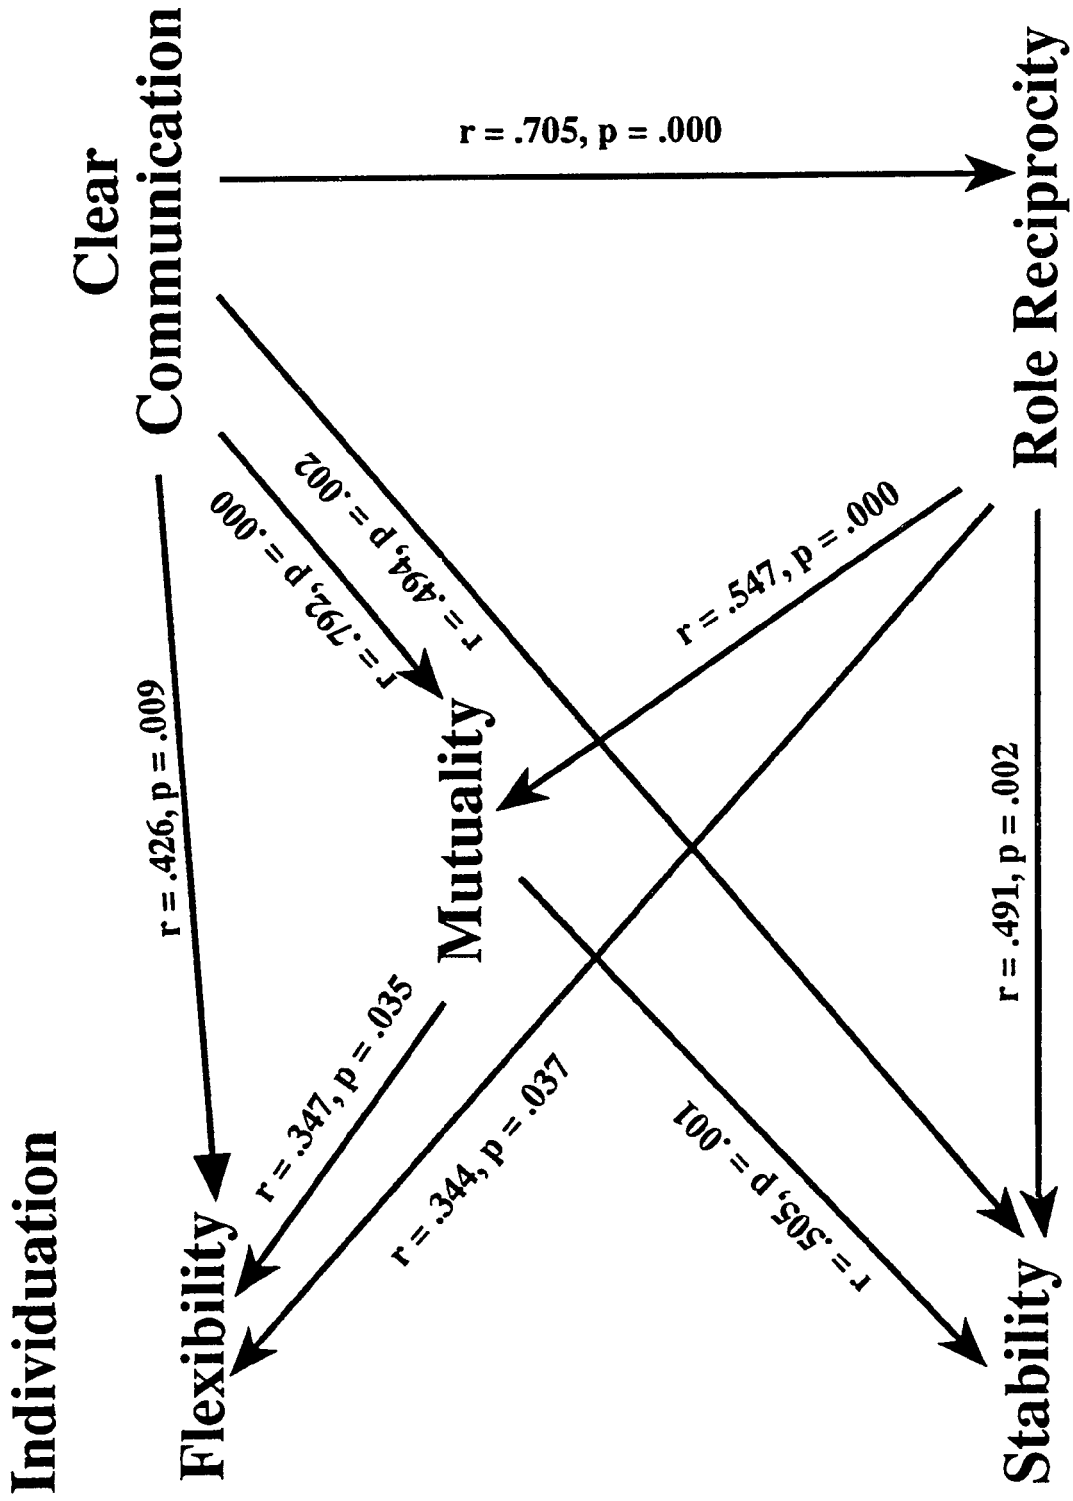 Individuation
Flexibility
Clear
Communication
r = .426, p = .009
r = .792, p = .000
r = .494, p = .002
r = .705, p = .000
Mutuality
r = .347, p = .035
r = .344, p = .037
r = .547, p = .000
r = .505, p = .001
r = .491, p = .002
Stability
Role Reciprocity